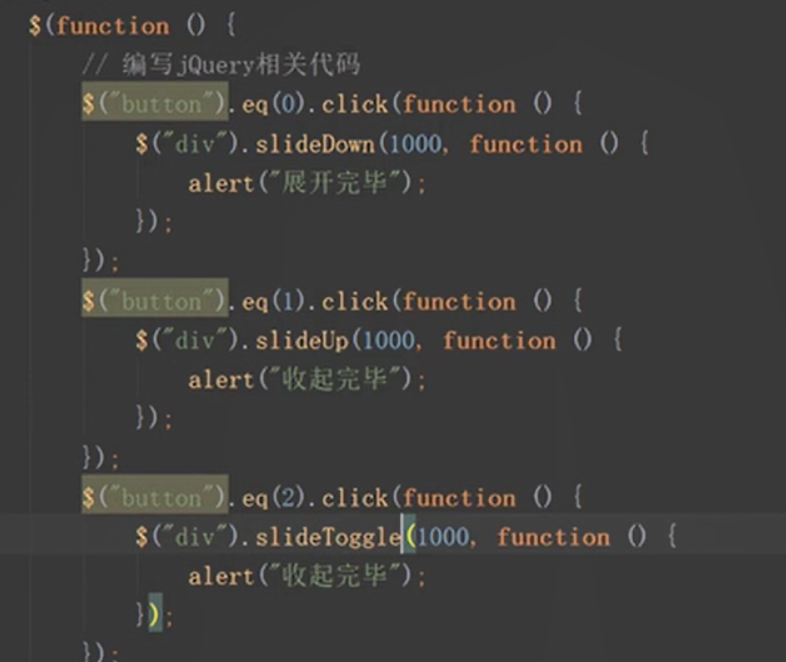 $(function () {
// 编写jQuery相关代码
$("button").eq(0).click(function () {
$("div").slideDown(1000, function () {
alert("展开完毕");
});
});
$("button").eq(1).click(function () {
$("div").slideUp(1000, function () {
alert("收起完毕");
});
});
$("button").eq(2).click(function () {
$("div").slideToggle(1000, function () {
alert("收起完毕");
});
});